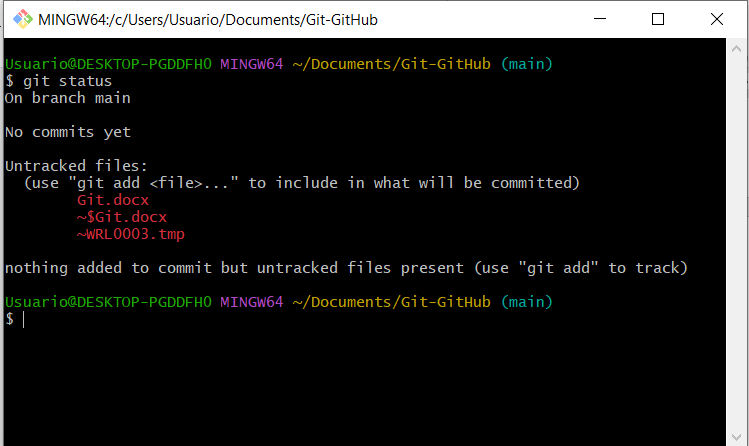 MINGW64:/c/Users/Usuario/Documents/Git-GitHub
Usuario@DESKTOP-PGDDFH0 MINGW64 ~/Documents/Git-GitHub (main)
$ git status
On branch main
No commits yet
Untracked files:
  (use "git add <file>..." to include in what will be committed)
        Git.docx
        ~$Git.docx
        ~WRL0003.tmp
nothing added to commit but untracked files present (use "git add" to track)
Usuario@DESKTOP-PGDDFH0 MINGW64 ~/Documents/Git-GitHub (main)
$